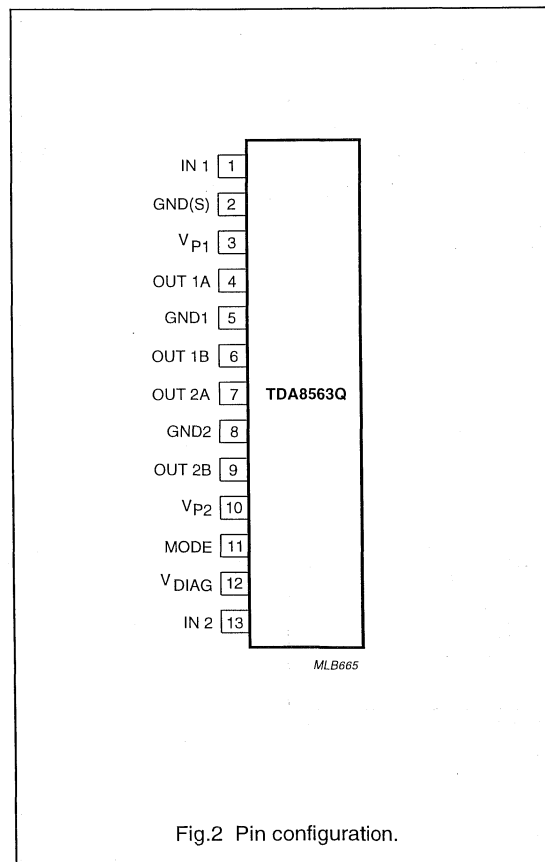 IN 1 1
GND(S) 2
VP1 3
OUT 1A 4
GND1 5
OUT 1B 6
OUT 2A 7 TDA8563Q
GND2 8
OUT 2B 9
VP2 10
MODE 11
VDIAG 12
IN 2 13
MLB665
Fig.2 Pin configuration.